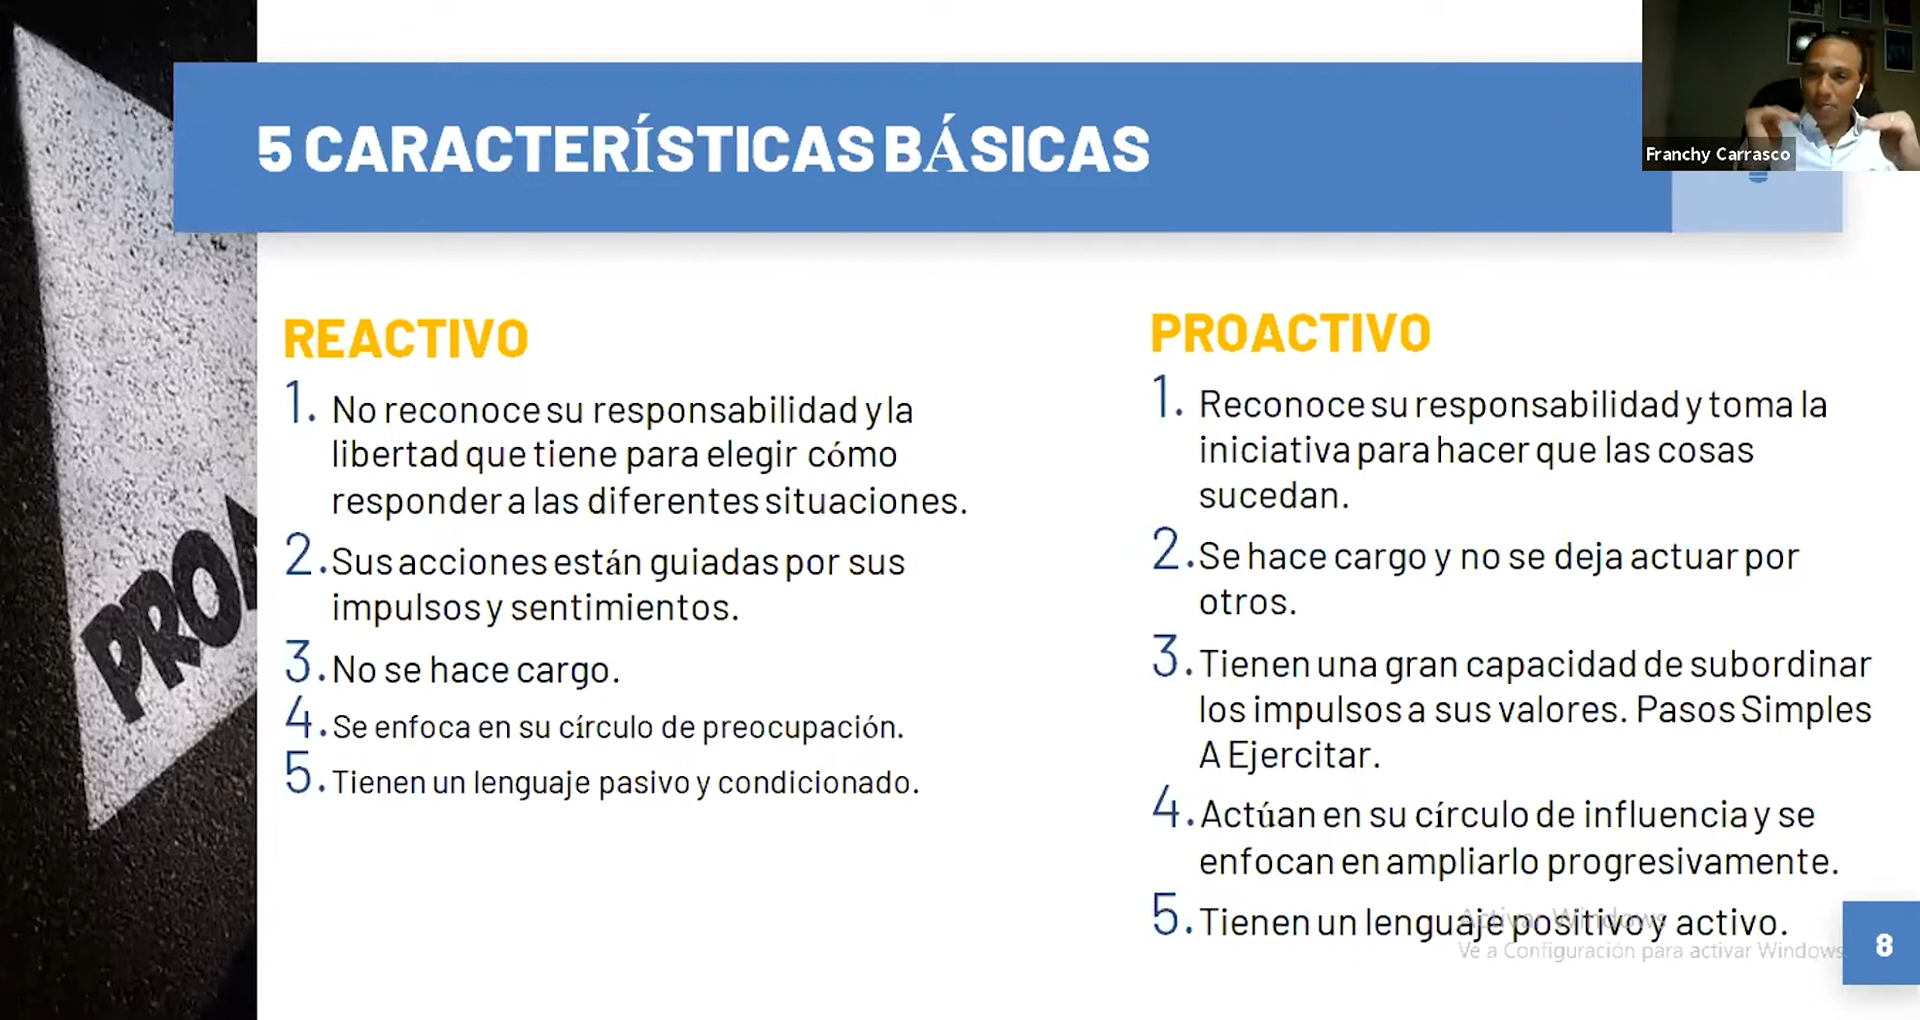 5 CARACTERÍSTICAS BÁSICAS
Franchy Carrasco
REACTIVO
1. No reconoce su responsabilidad y la
libertad que tiene para elegir cómo
responder a las diferentes situaciones.
2. Sus acciones están guiadas por sus
impulsos y sentimientos.
3. No se hace cargo.
4. Se enfoca en su círculo de preocupación.
5. Tienen un lenguaje pasivo y condicionado.
PROACTIVO
1. Reconoce su responsabilidad y toma la
iniciativa para hacer que las cosas
sucedan.
2. Se hace cargo y no se deja actuar por
otros.
3. Tienen una gran capacidad de subordinar
los impulsos a sus valores. Pasos Simples
A Ejercitar.
4. Actúan en su círculo de influencia y se
enfocan en ampliarlo progresivamente.
5. Tienen un lenguaje positivo y activo.
Activar Windows
Ve a Configuración para activar Windows.
8
PROA